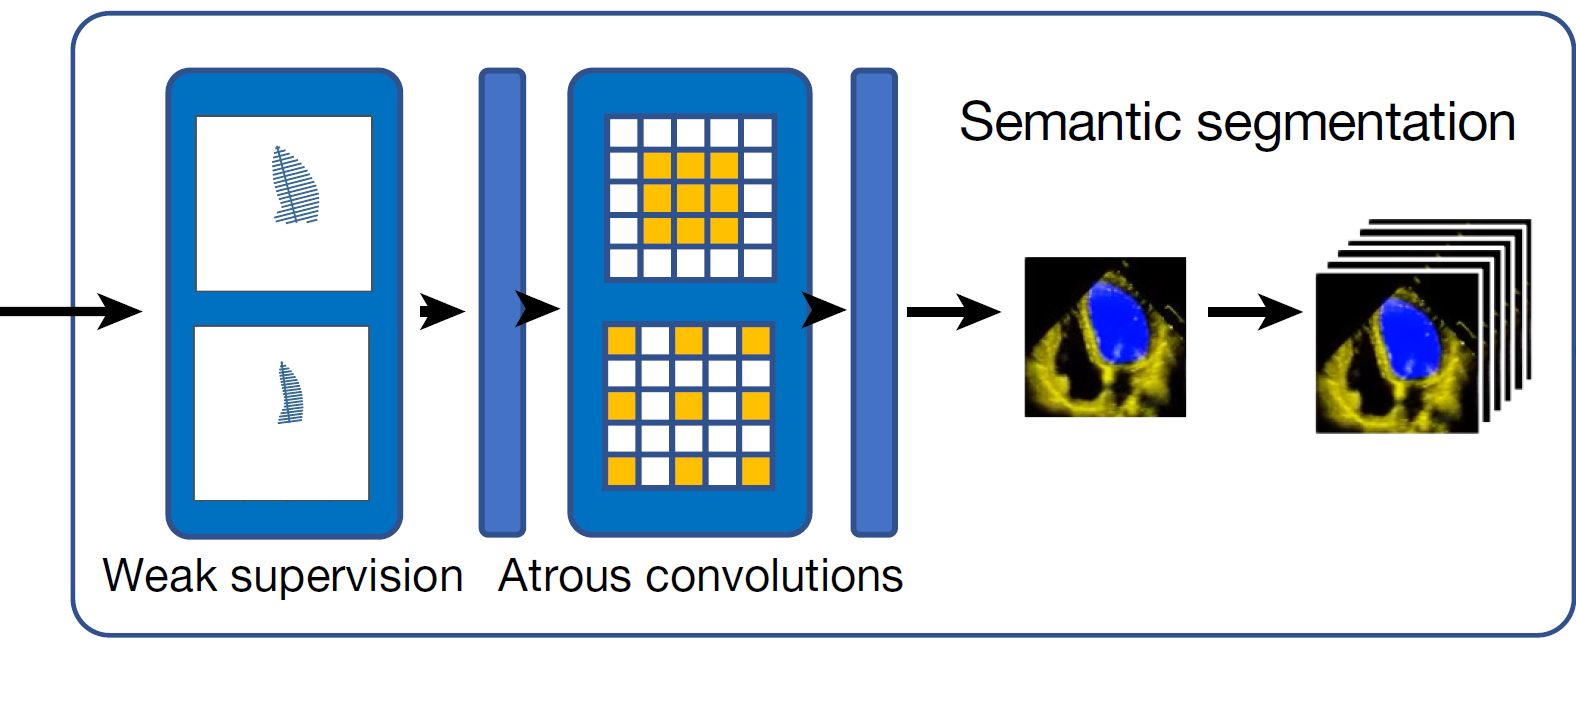 Semantic segmentation
Weak supervision
Atrous convolutions